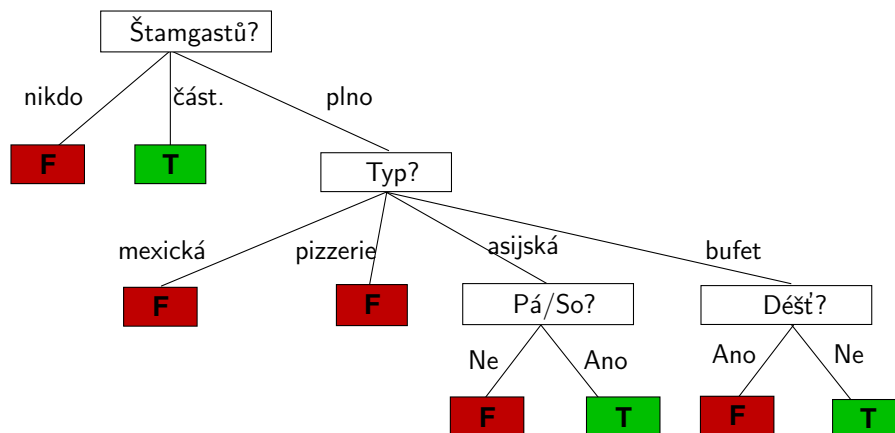 Štamgastů?
nikdo
část.
plno
F
T
Typ?
mexická
pizzerie
asijská
bufet
F
F
Pá/So?
Déšť?
Ne
Ano
Ano
Ne
F
T
F
T